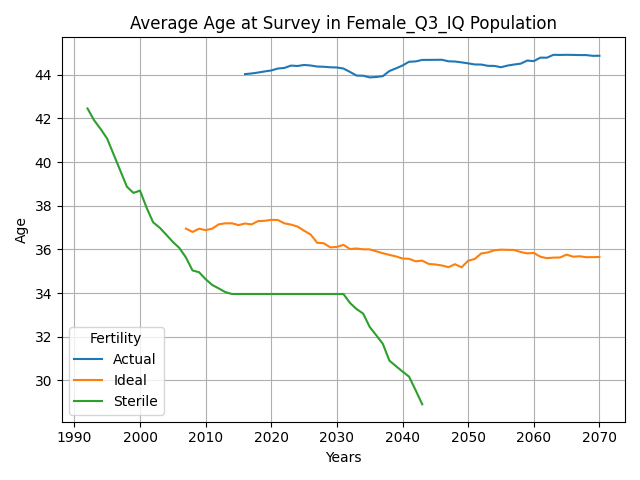 Average Age at Survey in Female_Q3_IQ Population
Age
44
42
40
38
36
34
32
30
Fertility
Actual
Ideal
Sterile
1990 2000 2010 2020 2030 2040 2050 2060 2070
Years